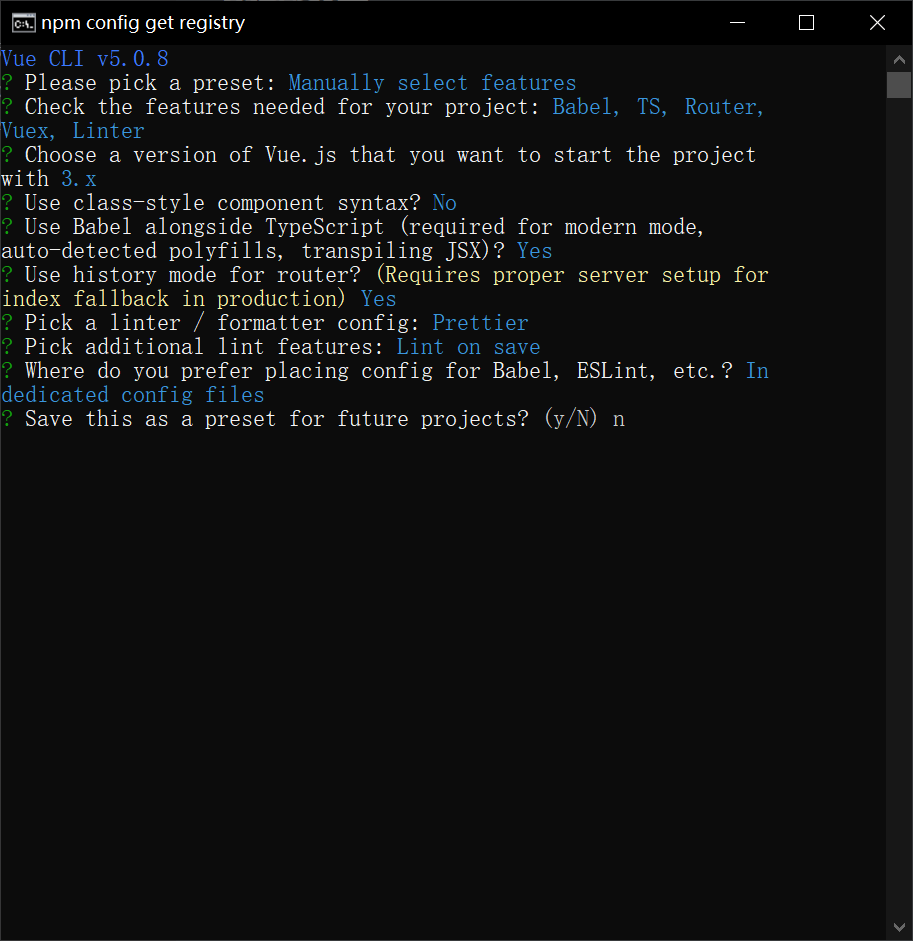 npm config get registry
Vue CLI v5.0.8
? Please pick a preset: Manually select features
? Check the features needed for your project: Babel, TS, Router,
Vuex, Linter
? Choose a version of Vue.js that you want to start the project
with 3.x
? Use class-style component syntax? No
? Use Babel alongside TypeScript (required for modern mode,
auto-detected polyfills, transpiling JSX)? Yes
? Use history mode for router? (Requires proper server setup for
index fallback in production) Yes
? Pick a linter / formatter config: Prettier
? Pick additional lint features: Lint on save
? Where do you prefer placing config for Babel, ESLint, etc.? In
dedicated config files
? Save this as a preset for future projects? (y/N) n